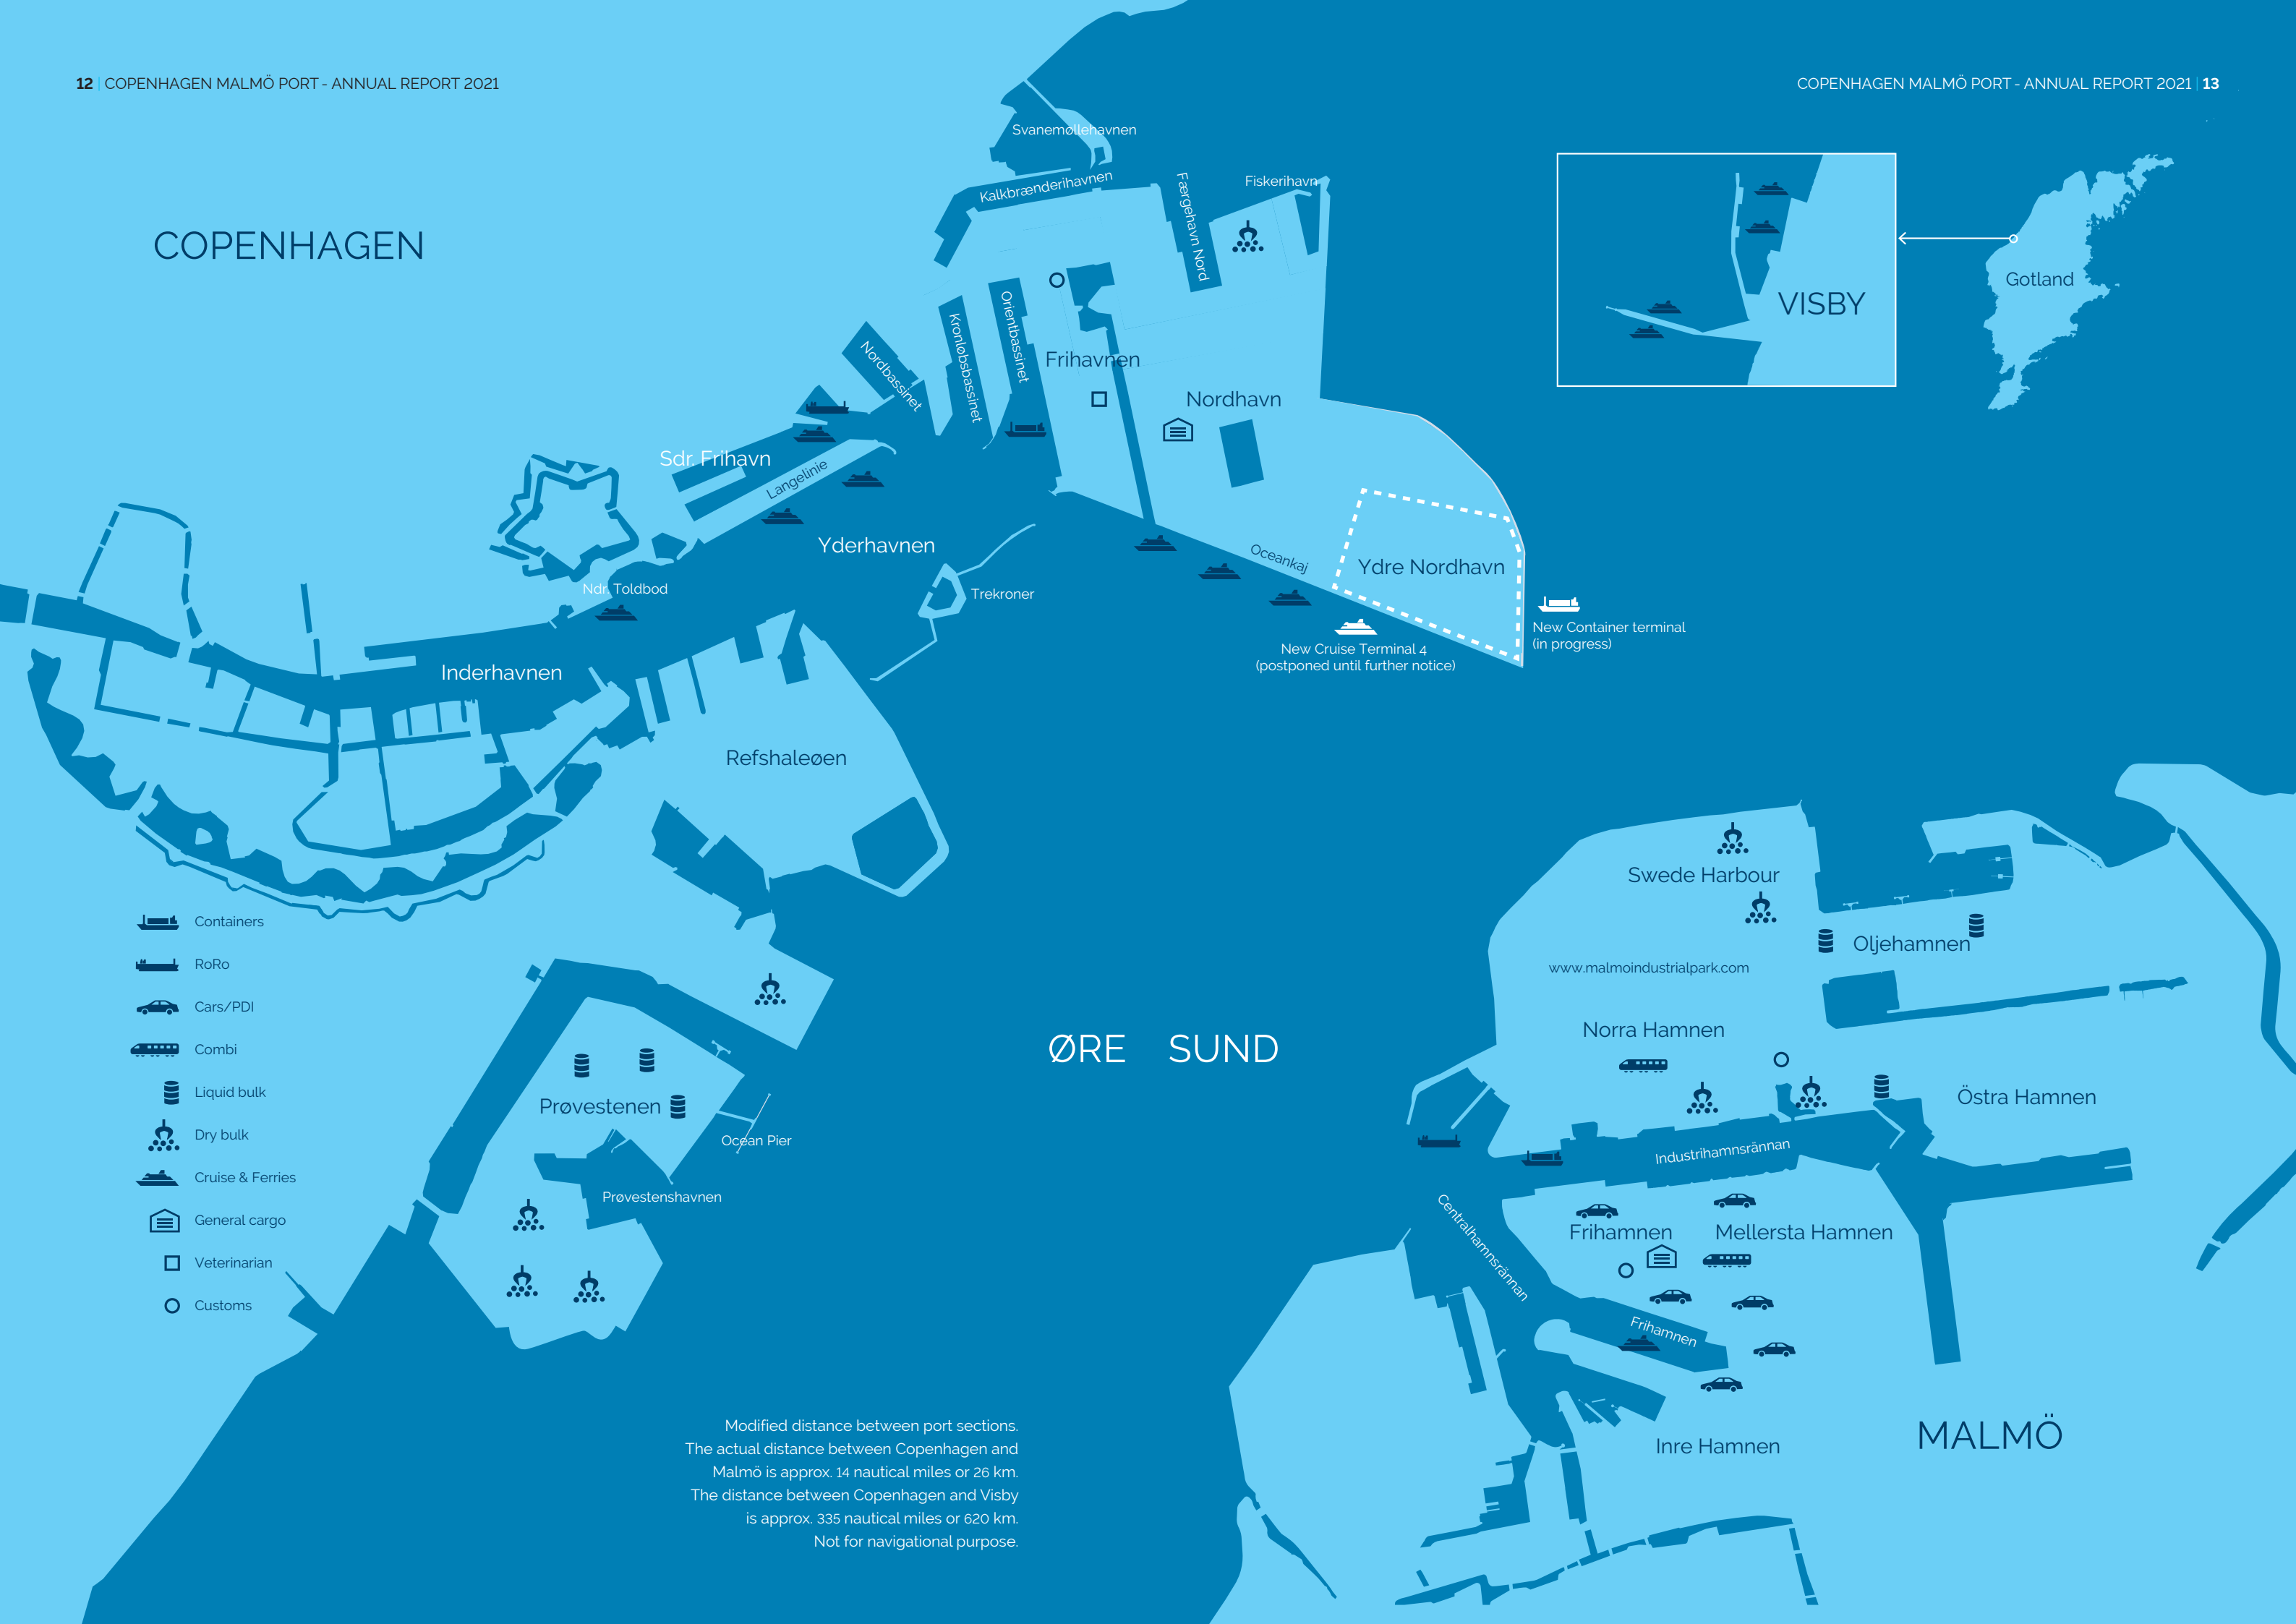 12 | COPENHAGEN MALMÖ PORT - ANNUAL REPORT 2021
COPENHAGEN MALMÖ PORT - ANNUAL REPORT 2021 | 13
COPENHAGEN
Svanemøllehavnen
Kalkbrænderihavnen
Færgehavn Nord
Fiskerihavn
Orientbassinet
Kronløbsbassinet
Nordbassinet
Frihavnen
Nordhavn
Sdr. Frihavn
Langelinie
Yderhavnen
Oceankaj
Ydre Nordhavn
Ndr. Toldbod
Trekroner
New Container terminal
(in progress)
New Cruise Terminal 4
(postponed until further notice)
Inderhavnen
Refshaleøen
VISBY
Gotland
Containers
RoRo
Cars/PDI
Combi
Liquid bulk
Dry bulk
Cruise & Ferries
General cargo
Veterinarian
Customs
Prøvestenen
Ocean Pier
Prøvestenshavnen
ØRE SUND
Swede Harbour
Oljehamnen
www.malmoindustrialpark.com
Norra Hamnen
Östra Hamnen
Industrihamnsrännan
Centralhamnsrännan
Frihamnen
Mellersta Hamnen
Frihamnen
Inre Hamnen
MALMÖ
Modified distance between port sections.
The actual distance between Copenhagen and
Malmö is approx. 14 nautical miles or 26 km.
The distance between Copenhagen and Visby
is approx. 335 nautical miles or 620 km.
Not for navigational purpose.